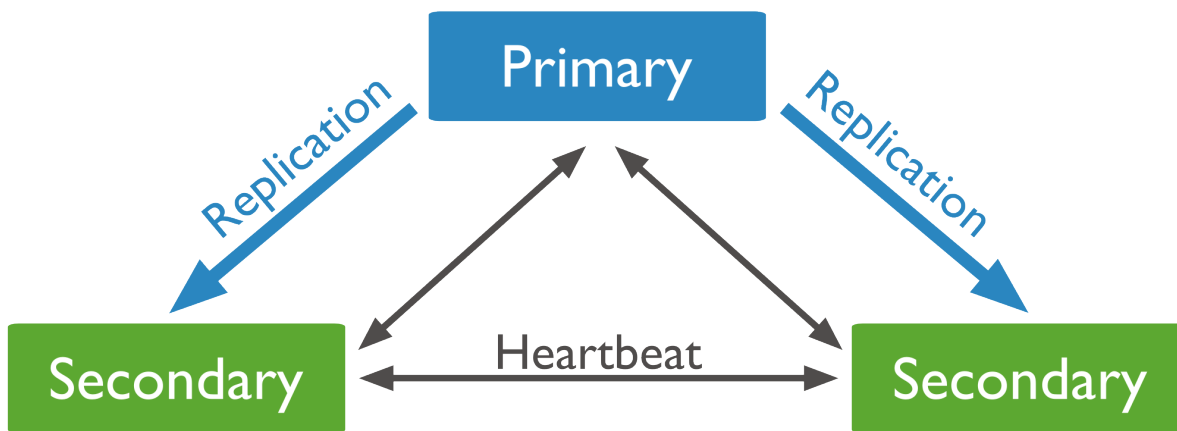 Primary
Replication
Replication
Heartbeat
Secondary
Secondary